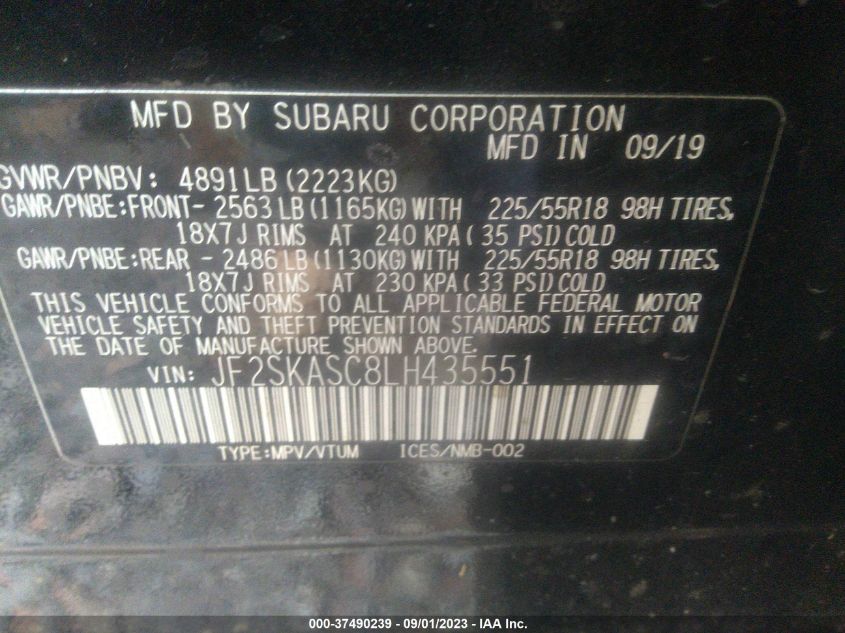 MFD BY SUBARU CORPORATION
MFD IN 09/19
GVWR/PNBV: 4891LB (2223KG)
GAWR/PNBE:FRONT- 2563 LB (1165KG) WITH 225/55R18 98H TIRES,
18X7J RIMS AT 240 KPA ( 35 PSI) COLD
GAWR/PNBE:REAR - 2486 LB (1130KG) WITH 225/55R18 98H TIRES,
18X7J RIMS AT 230 KPA ( 33 PSI) COLD
THIS VEHICLE CONFORMS TO ALL APPLICABLE FEDERAL MOTOR
VEHICLE SAFETY AND THEFT PREVENTION STANDARDS IN EFFECT ON
THE DATE OF MANUFACTURE SHOWN ABOVE.
VIN: JF2SKASC8LH435551
TYPE:MPV/VTUM ICES/NMB-002
000-37490239 - 09/01/2023 - IAA Inc.